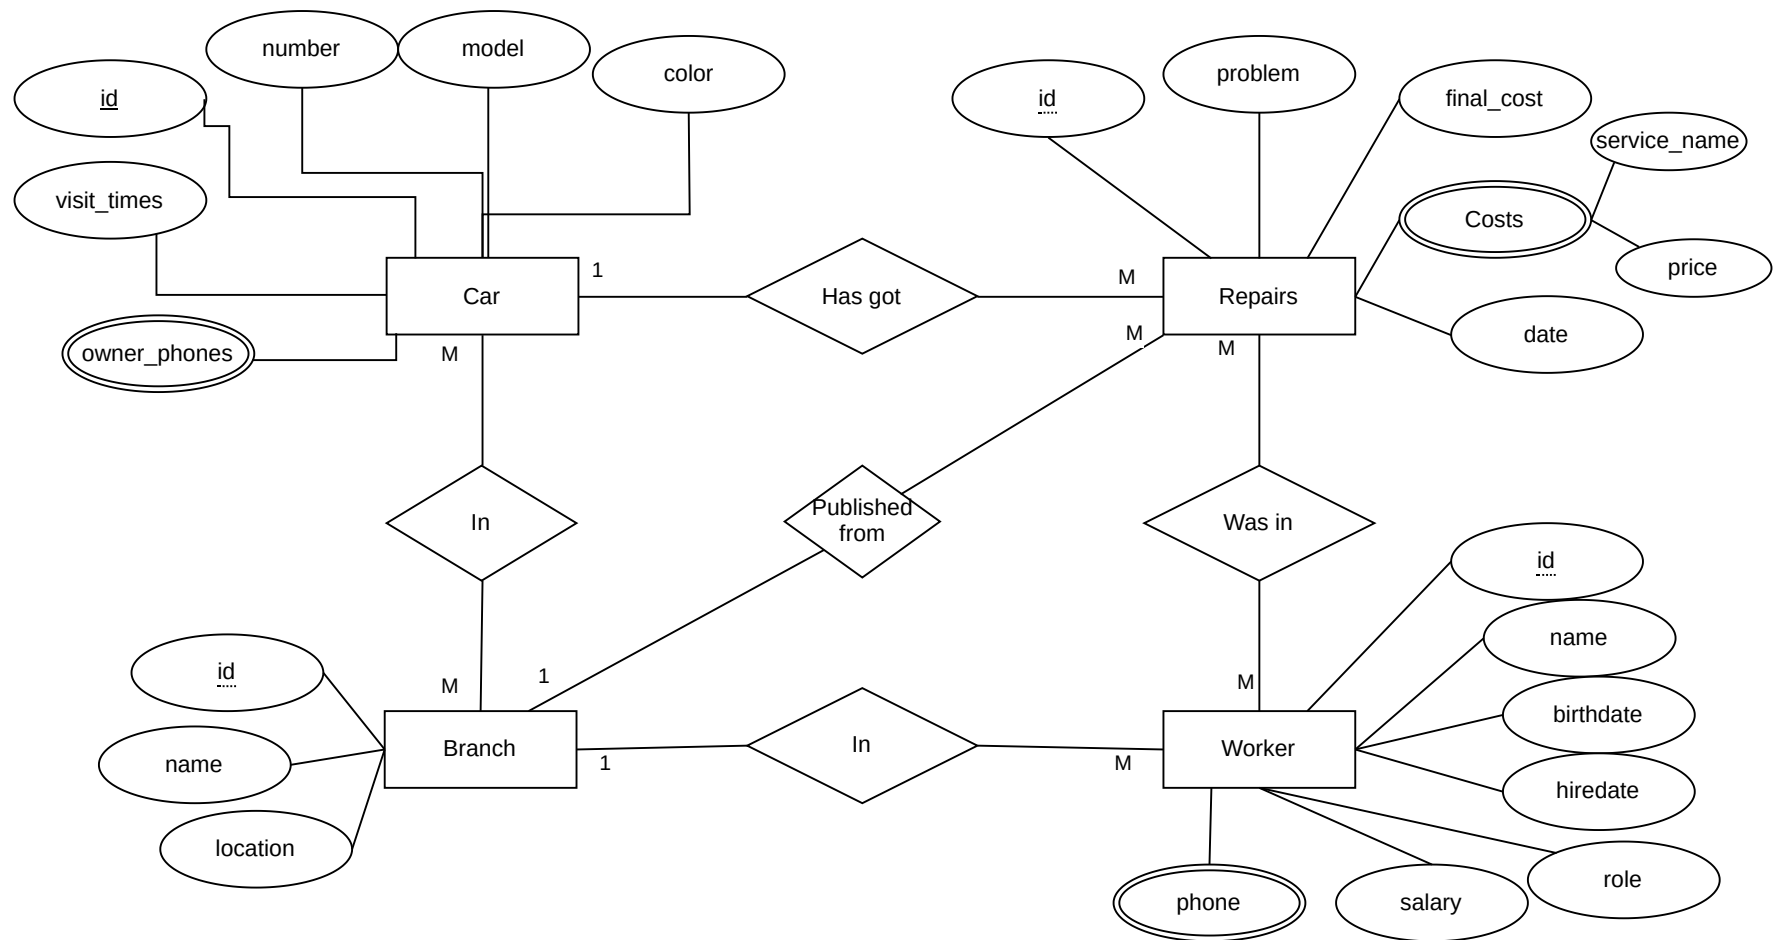 number
model
color
id
visit_times
owner_phones
Car
1
Has got
M
Repairs
id
problem
final_cost
service_name
Costs
price
date
M
M
M
In
Published
from
Was in
M
1
M
id
name
location
Branch
1
In
M
Worker
id
name
birthdate
hiredate
role
salary
phone